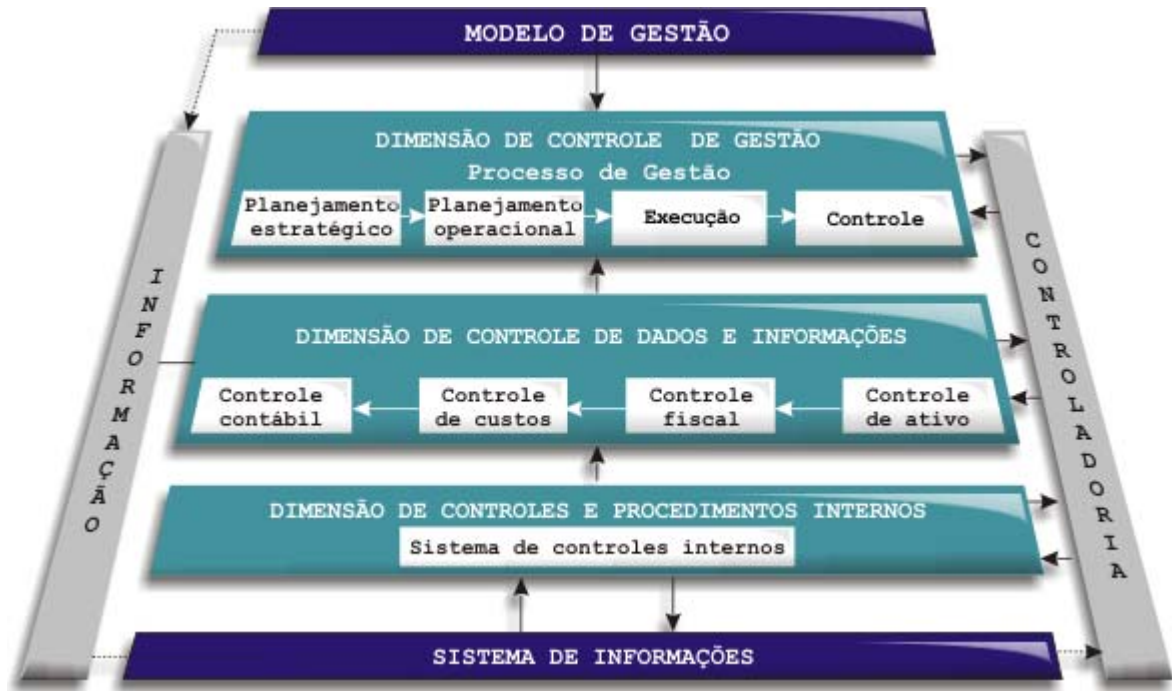 MODELO DE GESTÃO
DIMENSÃO DE CONTROLE DE GESTÃO
Processo de Gestão
Planejamento
estratégico
Planejamento
operacional
Execução
Controle
INFORMAÇÃO
CONTROLADORIA
DIMENSÃO DE CONTROLE DE DADOS E INFORMAÇÕES
Controle
contábil
Controle
de custos
Controle
fiscal
Controle
de ativo
DIMENSÃO DE CONTROLES E PROCEDIMENTOS INTERNOS
Sistema de controles internos
SISTEMA DE INFORMAÇÕES